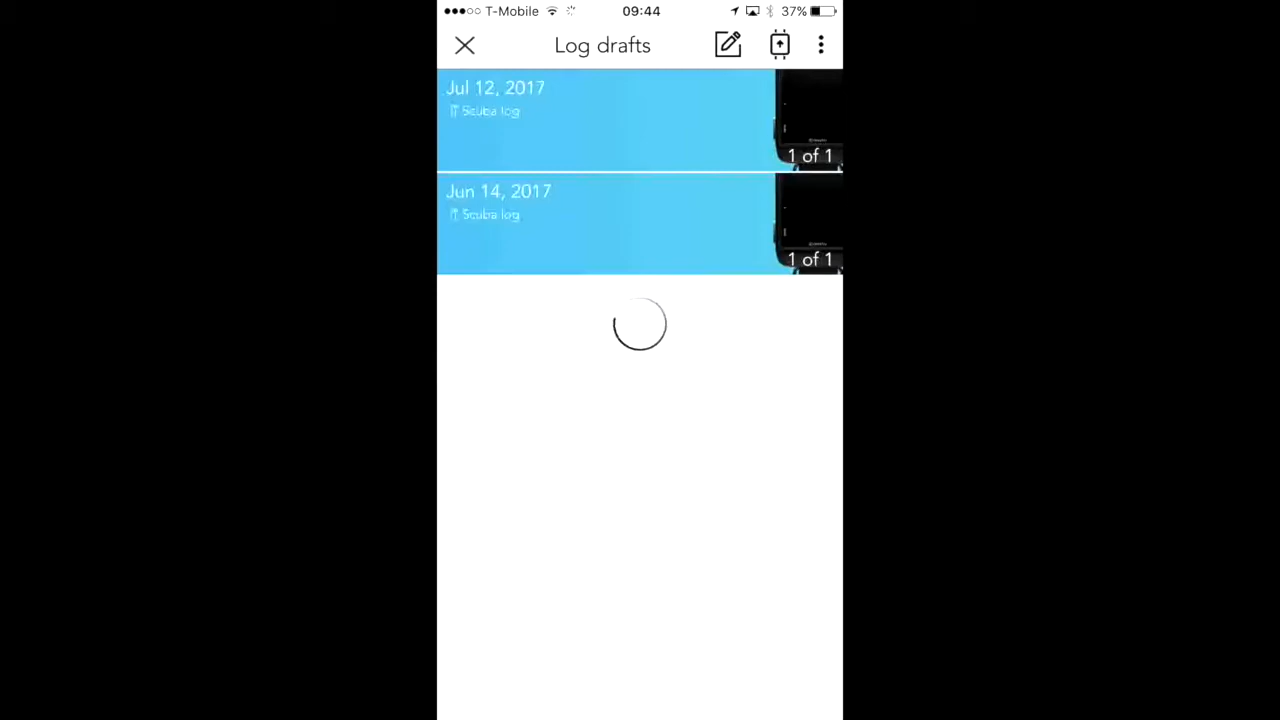 T-Mobile 09:44 37%
Log drafts
Jul 12, 2017
Scuba log
1 of 1
Jun 14, 2017
Scuba log
1 of 1